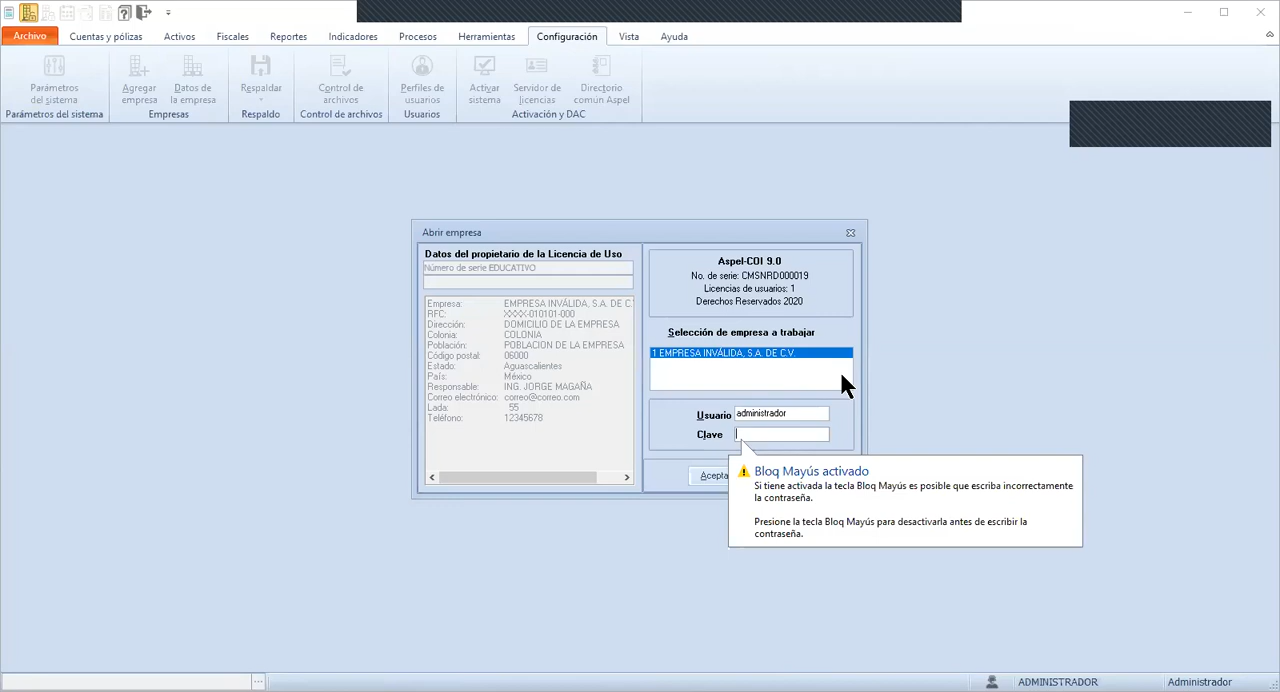 Archivo Cuentas y pólizas Activos Fiscales Reportes Indicadores Procesos Herramientas Configuración Vista Ayuda
Parámetros del sistema
Agregar empresa
Datos de la empresa
Respaldar
Control de archivos
Perfiles de usuarios
Activar sistema
Servidor de licencias
Directorio común Aspel
Parámetros del sistema Empresas Respaldo Control de archivos Usuarios Activación y DAC
Abrir empresa
Datos del propietario de la Licencia de Uso
Número de serie EDUCATIVO
Empresa: EMPRESA INVÁLIDA, S.A. DE C.V
RFC: XXXX-010101-000
Dirección: DOMICILIO DE LA EMPRESA
Colonia: COLONIA
Población: POBLACION DE LA EMPRESA
Código postal: 06000
Estado: Aguascalientes
País: México
Responsable: ING. JORGE MAGAÑA
Correo electrónico: correo@correo.com
Lada: 55
Teléfono: 12345678
Aspel-COI 9.0
No. de serie: CMSNRD000019
Licencias de usuarios: 1
Derechos Reservados 2020
Selección de empresa a trabajar
1 EMPRESA INVÁLIDA, S.A. DE C.V.
Usuario administrador
Clave
Acepta
Bloq Mayús activado
Si tiene activada la tecla Bloq Mayús es posible que escriba incorrectamente
la contraseña.
Presione la tecla Bloq Mayús para desactivarla antes de escribir la
contraseña.
ADMINISTRADOR Administrador